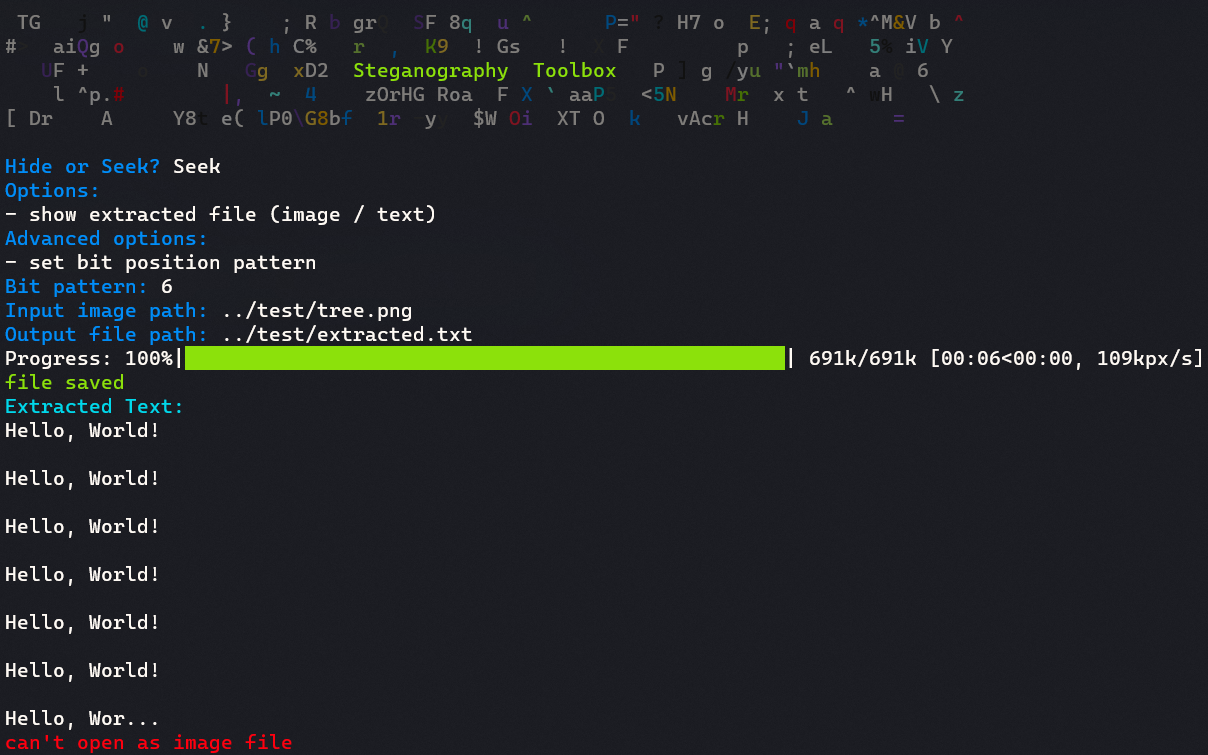 TG j " @ v . } ; R b grQ SF 8q u ^ P=" ? H7 o E; q a q *^M&V b ^
# aiQg o w &7> ( h C% r , K9 ! Gs ! X F p ; eL 5% iV Y
UF + o N Gg xD2 Steganography Toolbox P ] g /yu "`mh a @ 6
l ^p.# |, ~ 4 zOrHG Roa F X ` aaPS <5N Mr x t ^ wH \ z
[ Dr A Y8t e( lP0\G8bf 1r ~yy $W Oi XT O k vAcr H J a =
Hide or Seek? Seek
Options:
- show extracted file (image / text)
Advanced options:
- set bit position pattern
Bit pattern: 6
Input image path: ../test/tree.png
Output file path: ../test/extracted.txt
Progress: 100%| | 691k/691k [00:06<00:00, 109kpx/s]
file saved
Extracted Text:
Hello, World!
Hello, World!
Hello, World!
Hello, World!
Hello, World!
Hello, World!
Hello, Wor...
can't open as image file